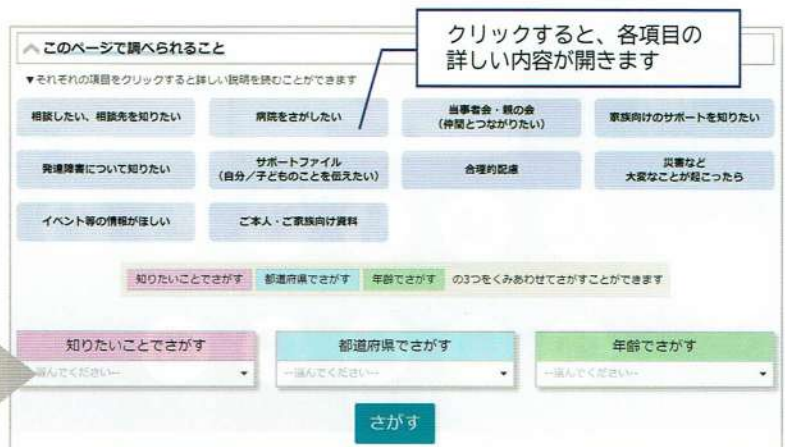 クリックすると、各項目の
詳しい内容が開きます
このページで調べられること
▼それぞれの項目をクリックすると詳しい説明を読むことができます
相談したい、相談先を知りたい
病院をさがしたい
当事者会・親の会
(仲間とつながりたい)
家族向けのサポートを知りたい
発達障害について知りたい
サポートファイル
(自分/子どものことを伝えたい)
合理的配慮
災害など
大変なことが起こったら
イベント等の情報がほしい
ご本人・ご家族向け資料
知りたいことでさがす 都道府県でさがす 年齢でさがす の3つをくみあわせてさがすことができます
知りたいことでさがす
都道府県でさがす
年齢でさがす
んでください--
--選んでください--
--選んでください--
さがす